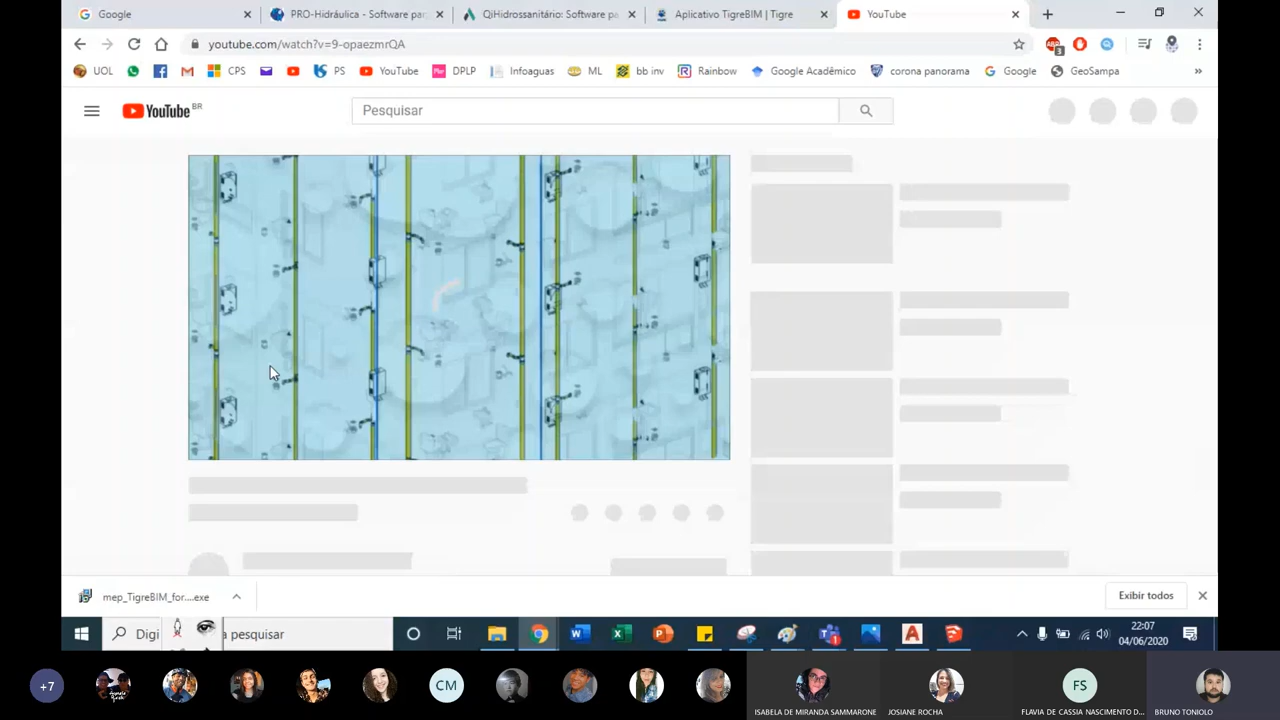 Google
PRO-Hidráulica - Software par
QiHidrossanitário: Software pa
Aplicativo TigreBIM | Tigre
YouTube
youtube.com/watch?v=9-opaezmrQA
3
UOL
CPS
PS
YouTube
DPLP
Infoaguas
ML
bb inv
Rainbow
Google Acadêmico
corona panorama
Google
GeoSampa
»
YouTube BR
Pesquisar
mep_TigreBIM_for....exe
Exibir todos
Digi
a pesquisar
22:07
04/06/2020
+7
CM
FS
ISABELA DE MIRANDA SAMMARONE
JOSIANE ROCHA
FLAVIA DE CASSIA NASCIMENTO D...
BRUNO TONIOLO